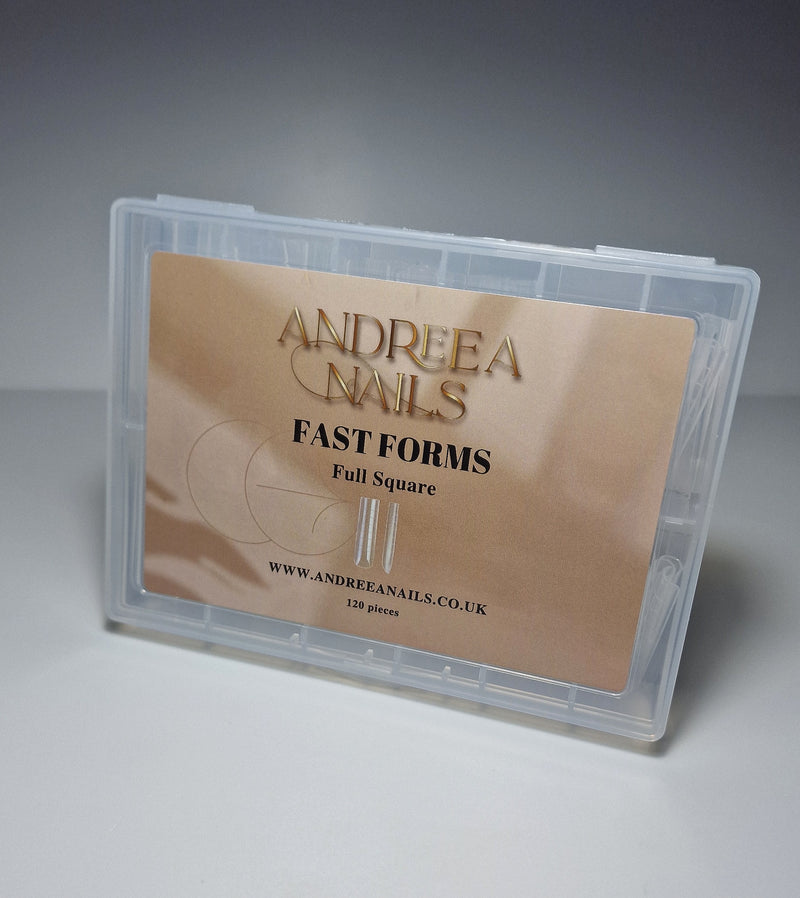 ANDREEA
NAILS
FAST FORMS
Full Square
WWW.ANDREEANAILS.CO.UK
120 pieces